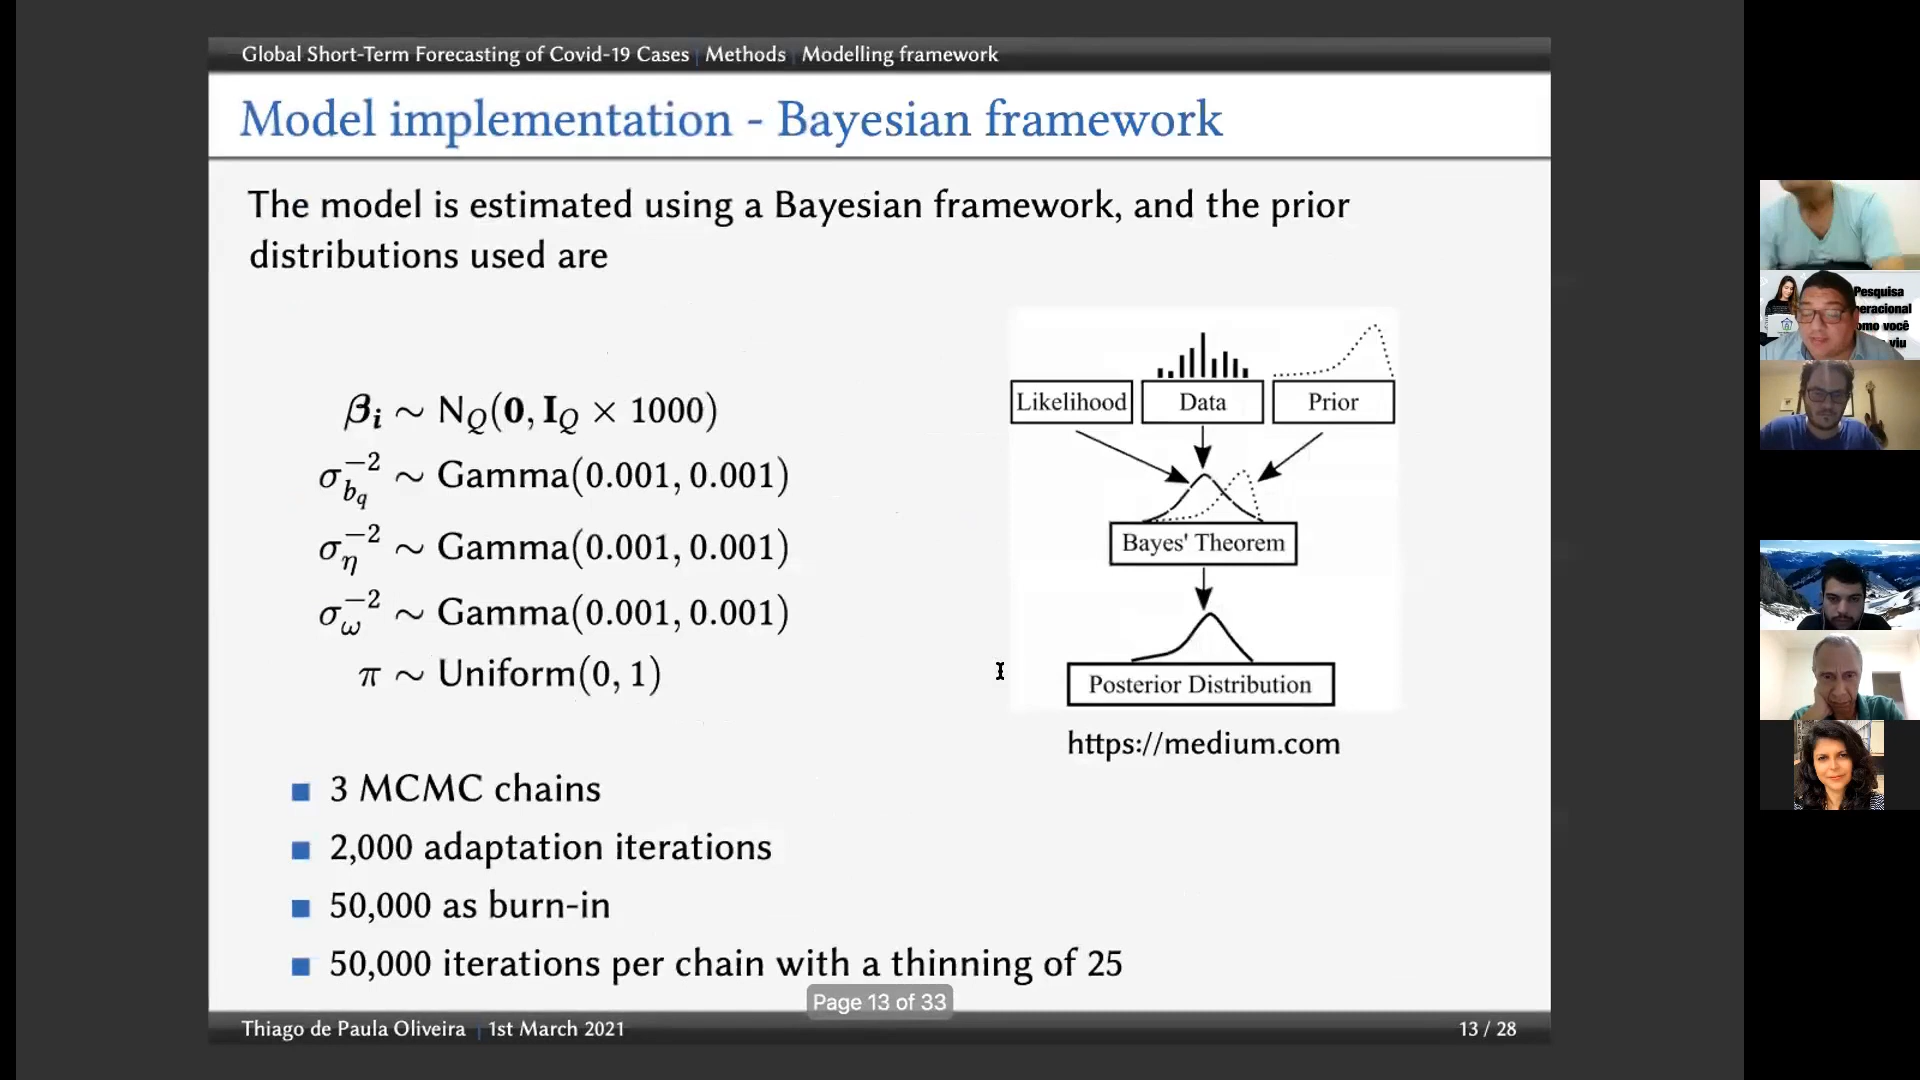 Global Short-Term Forecasting of Covid-19 Cases | Methods | Modelling framework
Model implementation - Bayesian framework
The model is estimated using a Bayesian framework, and the prior
distributions used are
βi ∼ N_Q(0, I_Q × 1000)
σ_{b_q}^{−2} ∼ Gamma(0.001, 0.001)
σ_η^{−2} ∼ Gamma(0.001, 0.001)
σ_ω^{−2} ∼ Gamma(0.001, 0.001)
π ∼ Uniform(0, 1)
Likelihood Data Prior
Bayes' Theorem
Posterior Distribution
https://medium.com
3 MCMC chains
2,000 adaptation iterations
50,000 as burn-in
50,000 iterations per chain with a thinning of 25
Page 13 of 33
Thiago de Paula Oliveira | 1st March 2021
13 / 28
Pesquisa
eracional
omo você
viu